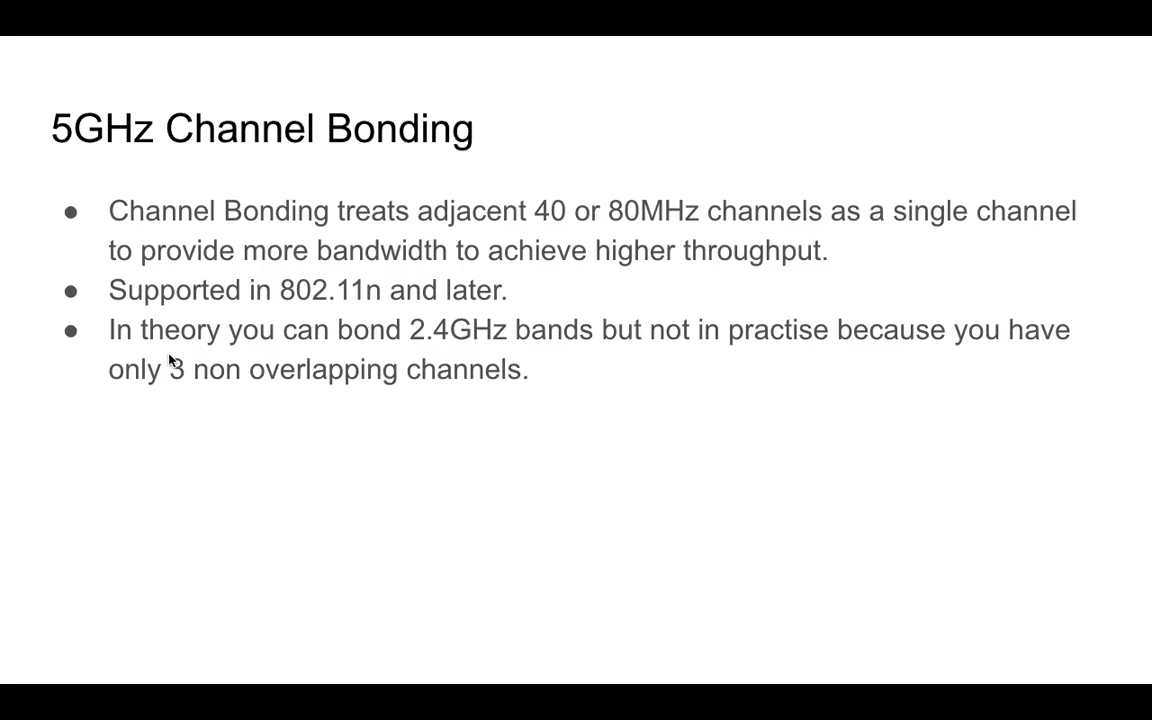 5GHz Channel Bonding
● Channel Bonding treats adjacent 40 or 80MHz channels as a single channel
to provide more bandwidth to achieve higher throughput.
● Supported in 802.11n and later.
● In theory you can bond 2.4GHz bands but not in practise because you have
only 3 non overlapping channels.